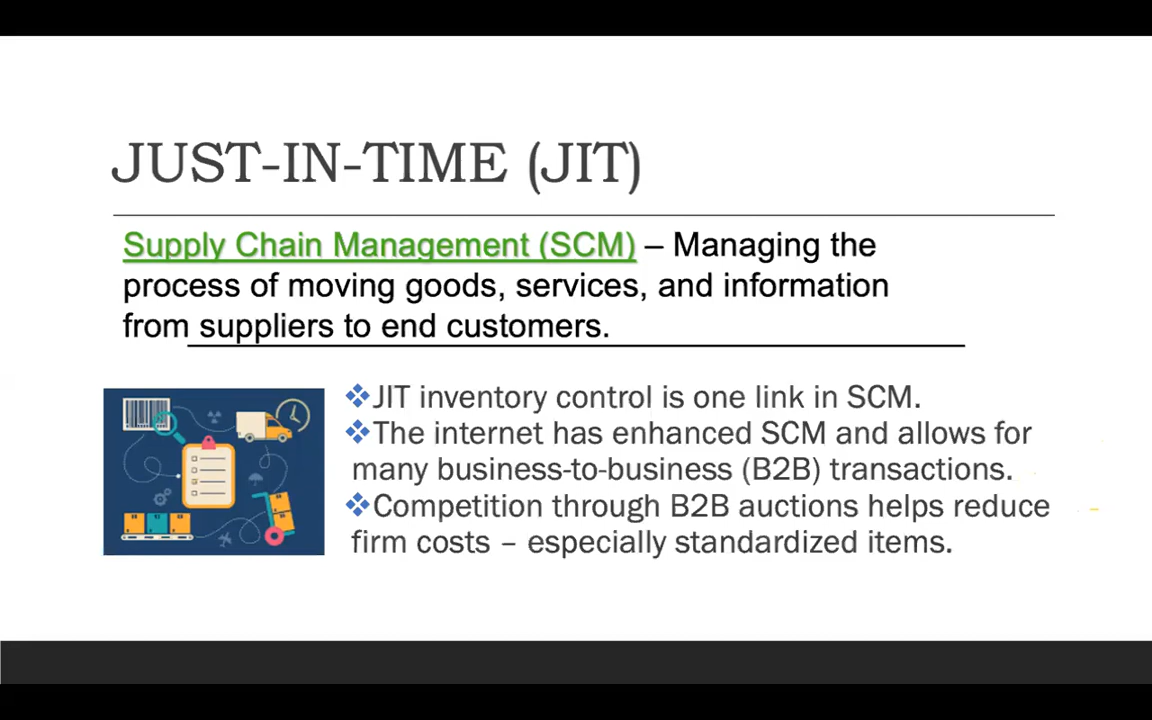 JUST-IN-TIME (JIT)
Supply Chain Management (SCM) – Managing the
process of moving goods, services, and information
from suppliers to end customers.
❖JIT inventory control is one link in SCM.
❖The internet has enhanced SCM and allows for
many business-to-business (B2B) transactions.
❖Competition through B2B auctions helps reduce
firm costs – especially standardized items.